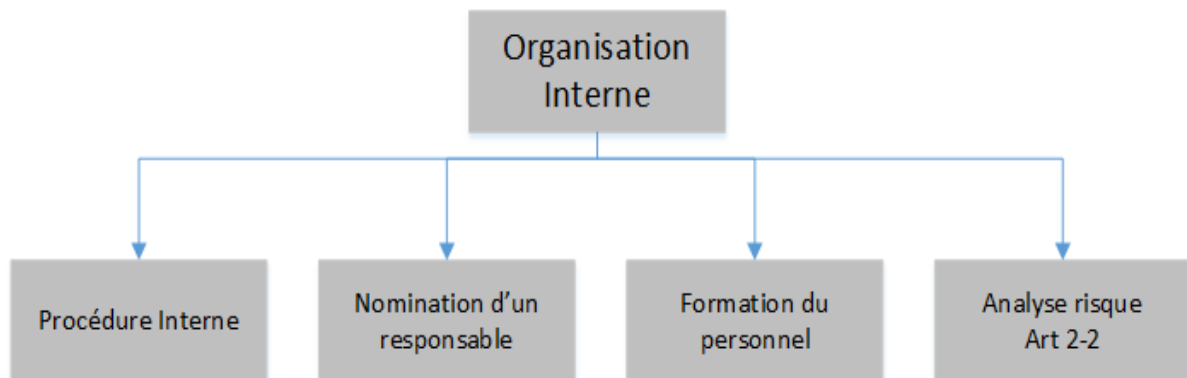 Organisation
Interne
Procédure Interne
Nomination d’un
responsable
Formation du
personnel
Analyse risque
Art 2-2